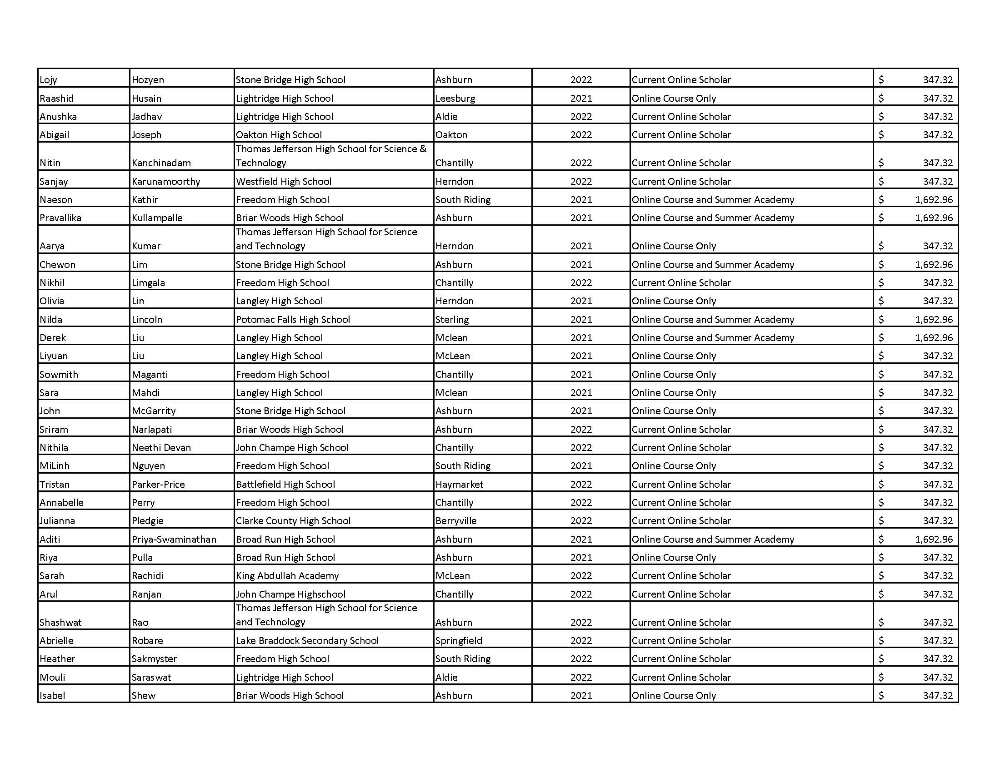 Lojy Hozyen Stone Bridge High School Ashburn 2022 Current Online Scholar $ 347.32
Raashid Husain Lightridge High School Leesburg 2021 Online Course Only $ 347.32
Anushka Jadhav Lightridge High School Aldie 2022 Current Online Scholar $ 347.32
Abigail Joseph Oakton High School Oakton 2022 Current Online Scholar $ 347.32
Thomas Jefferson High School for Science &
Nitin Kanchinadam Technology Chantilly 2022 Current Online Scholar $ 347.32
Sanjay Karunamoorthy Westfield High School Herndon 2022 Current Online Scholar $ 347.32
Naeson Kathir Freedom High School South Riding 2021 Online Course and Summer Academy $ 1,692.96
Pravallika Kullampalle Briar Woods High School Ashburn 2021 Online Course and Summer Academy $ 1,692.96
Thomas Jefferson High School for Science
Aarya Kumar and Technology Herndon 2021 Online Course Only $ 347.32
Chewon Lim Stone Bridge High School Ashburn 2021 Online Course and Summer Academy $ 1,692.96
Nikhil Limgala Freedom High School Chantilly 2022 Current Online Scholar $ 347.32
Olivia Lin Langley High School Herndon 2021 Online Course Only $ 347.32
Nilda Lincoln Potomac Falls High School Sterling 2021 Online Course and Summer Academy $ 1,692.96
Derek Liu Langley High School Mclean 2021 Online Course and Summer Academy $ 1,692.96
Liyuan Liu Langley High School McLean 2021 Online Course Only $ 347.32
Sowmith Maganti Freedom High School Chantilly 2021 Online Course Only $ 347.32
Sara Mahdi Langley High School Mclean 2021 Online Course Only $ 347.32
John McGarrity Stone Bridge High School Ashburn 2021 Online Course Only $ 347.32
Sriram Narlapati Briar Woods High School Ashburn 2022 Current Online Scholar $ 347.32
Nithila Neethi Devan John Champe High School Chantilly 2022 Current Online Scholar $ 347.32
MiLinh Nguyen Freedom High School South Riding 2021 Online Course Only $ 347.32
Tristan Parker-Price Battlefield High School Haymarket 2022 Current Online Scholar $ 347.32
Annabelle Perry Freedom High School Chantilly 2022 Current Online Scholar $ 347.32
Julianna Pledgie Clarke County High School Berryville 2022 Current Online Scholar $ 347.32
Aditi Priya-Swaminathan Broad Run High School Ashburn 2021 Online Course and Summer Academy $ 1,692.96
Riya Pulla Broad Run High School Ashburn 2021 Online Course Only $ 347.32
Sarah Rachidi King Abdullah Academy McLean 2022 Current Online Scholar $ 347.32
Arul Ranjan John Champe Highschool Chantilly 2022 Current Online Scholar $ 347.32
Thomas Jefferson High School for Science
Shashwat Rao and Technology Ashburn 2022 Current Online Scholar $ 347.32
Abrielle Robare Lake Braddock Secondary School Springfield 2022 Current Online Scholar $ 347.32
Heather Sakmyster Freedom High School South Riding 2022 Current Online Scholar $ 347.32
Mouli Saraswat Lightridge High School Aldie 2022 Current Online Scholar $ 347.32
Isabel Shew Briar Woods High School Ashburn 2021 Online Course Only $ 347.32